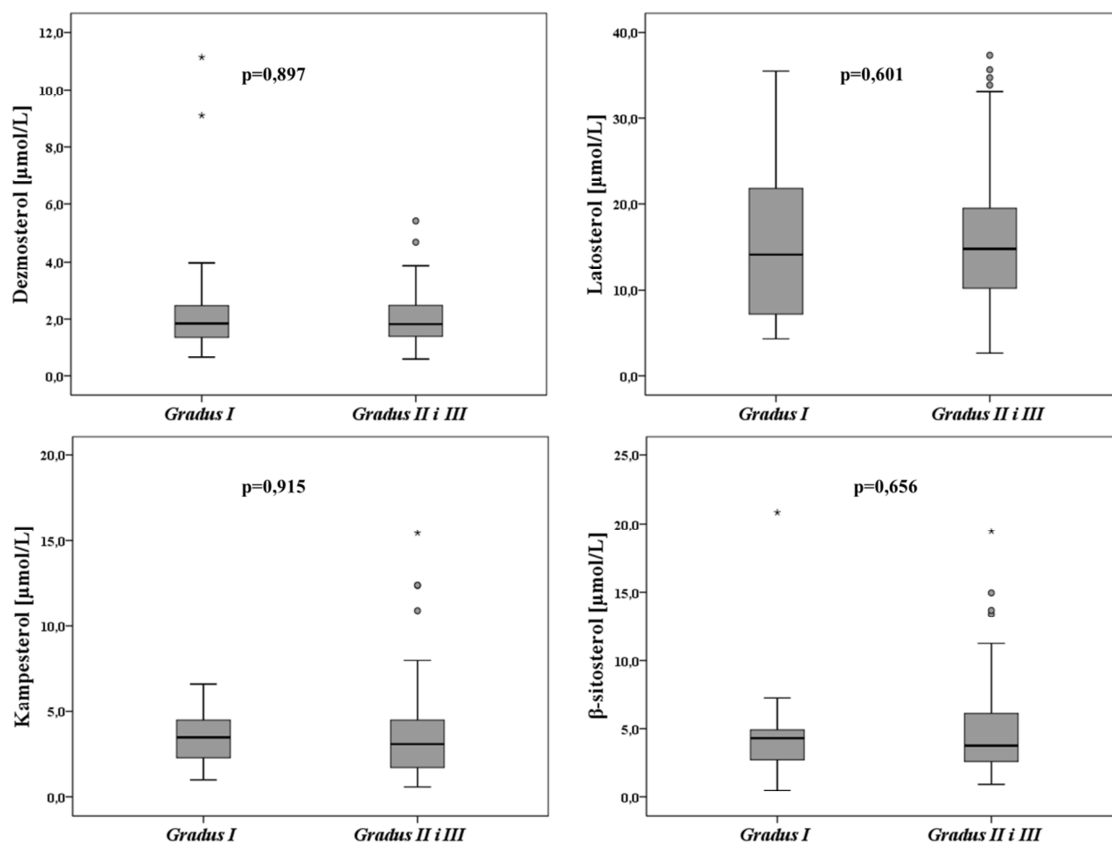 Dezmosterol [µmol/L]
12,0
10,0
8,0
6,0
4,0
2,0
0,0
p=0,897
Gradus I
Gradus II i III
Latosterol [µmol/L]
40,0
30,0
20,0
10,0
0,0
p=0,601
Gradus I
Gradus II i III
Kampesterol [µmol/L]
20,0
15,0
10,0
5,0
0,0
p=0,915
Gradus I
Gradus II i III
β-sitosterol [µmol/L]
25,0
20,0
15,0
10,0
5,0
0,0
p=0,656
Gradus I
Gradus II i III